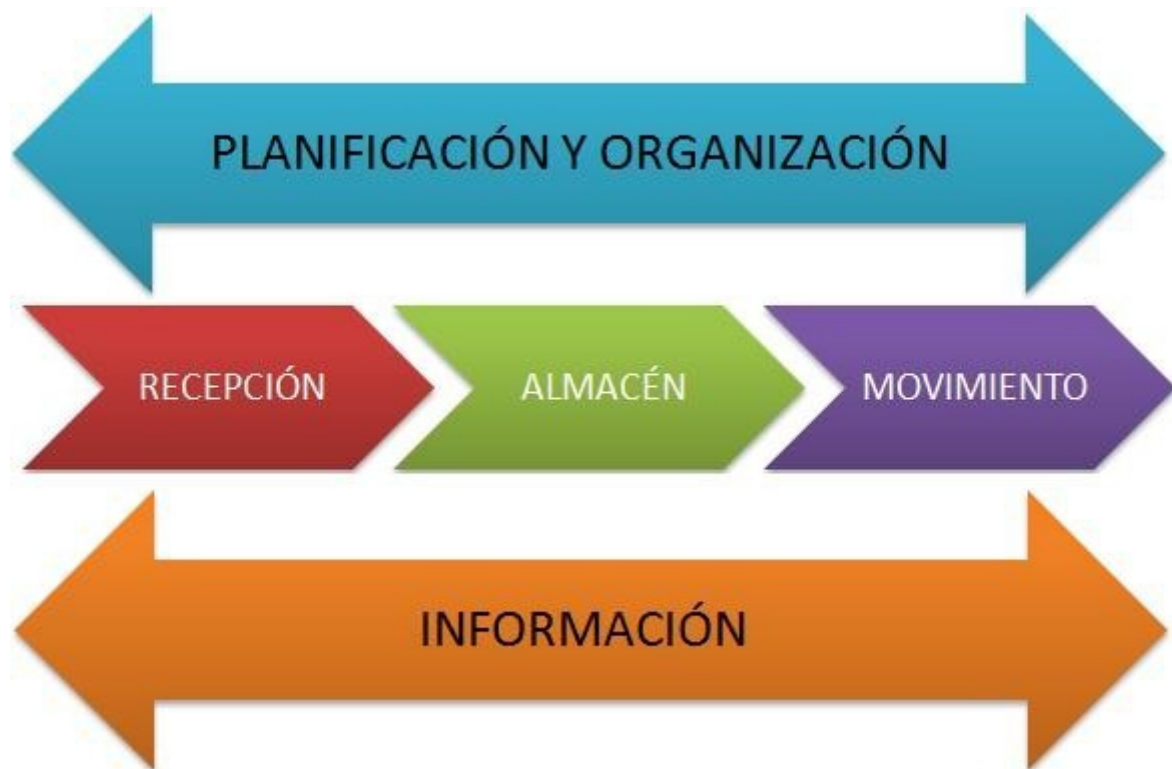 PLANIFICACIÓN Y ORGANIZACIÓN
RECEPCIÓN
ALMACÉN
MOVIMIENTO
INFORMACIÓN